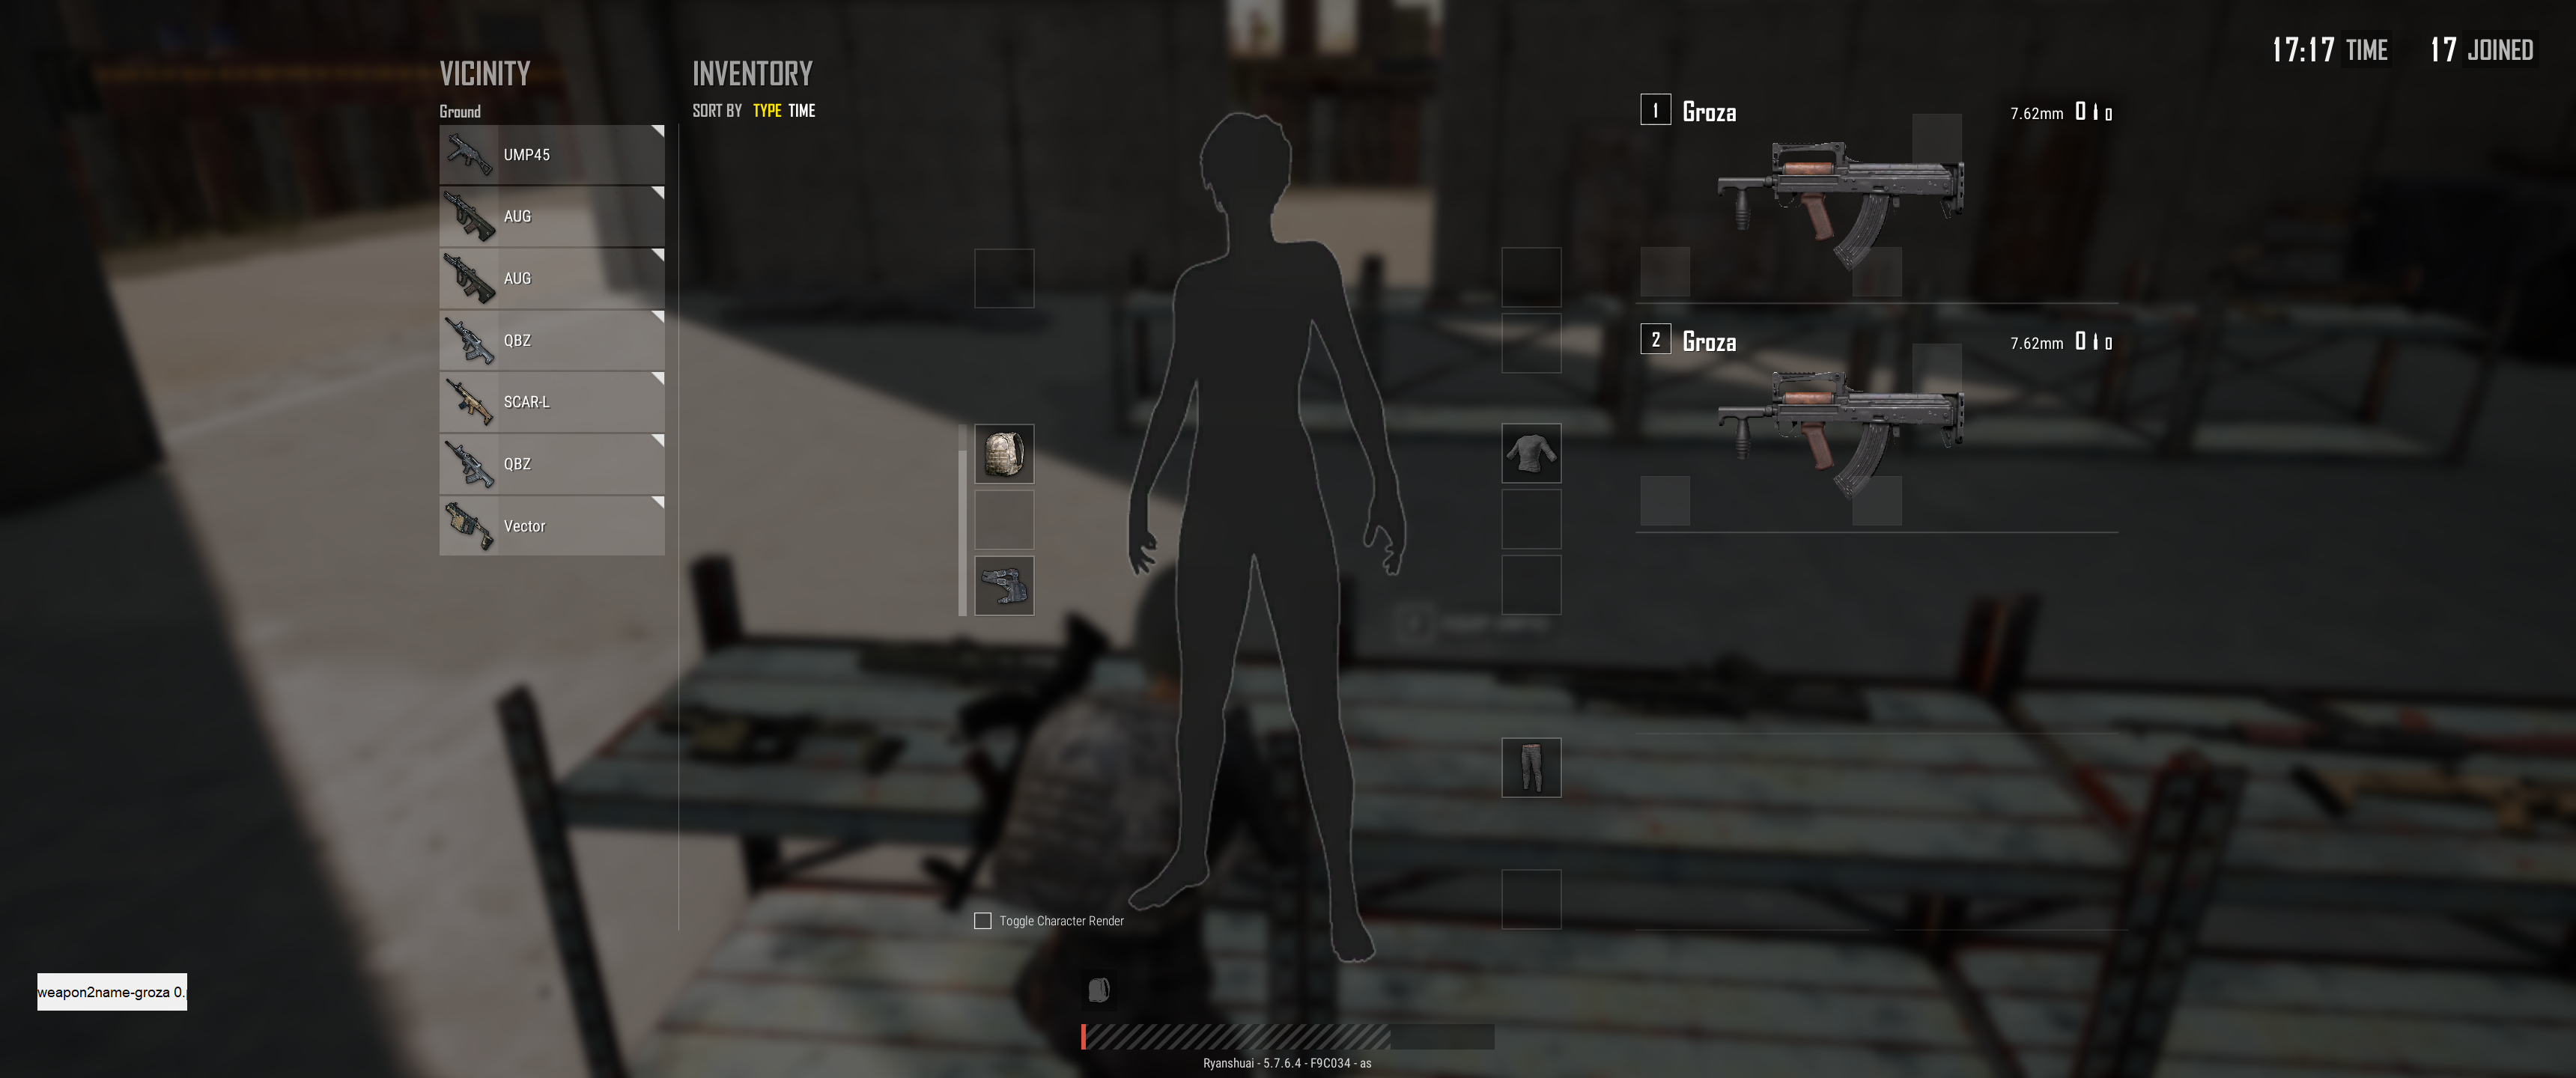 17:17 TIME 17 JOINED
VICINITY
Ground
UMP45
AUG
AUG
QBZ
SCAR-L
QBZ
Vector
INVENTORY
SORT BY TYPE TIME
Toggle Character Render
1 Groza 7.62mm 0 0
2 Groza 7.62mm 0 0
weapon2name-groza 0.
Ryanshuai - 5.7.6.4 - F9C034 - as